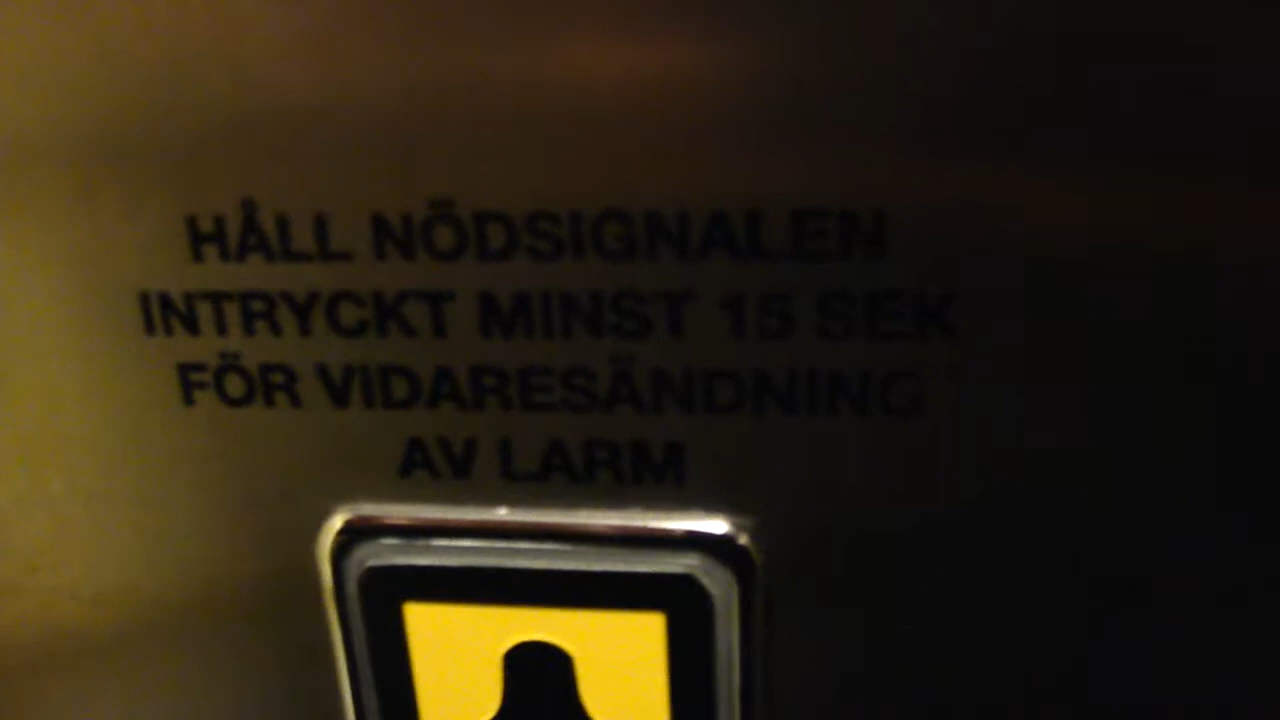 HÅLL NÖDSIGNALEN
INTRYCKT MINST 15 SEK
FÖR VIDARESÄNDNING
AV LARM